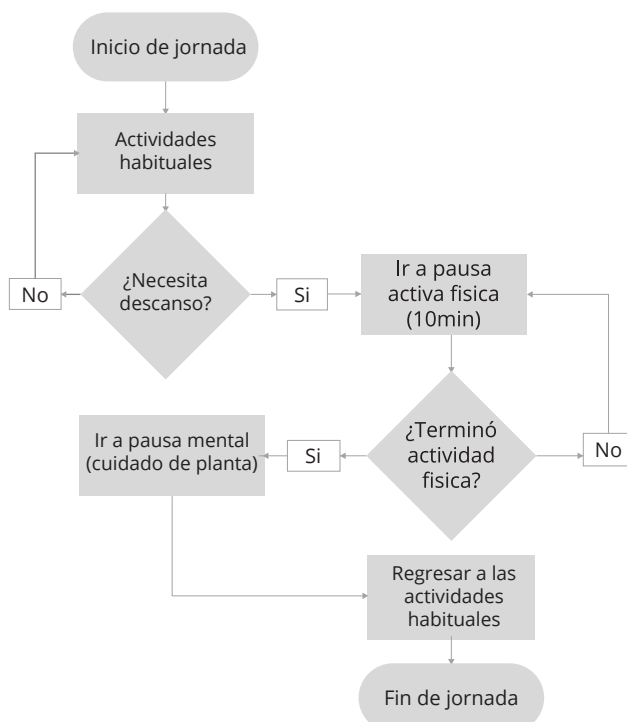 Inicio de jornada
Actividades
habituales
¿Necesita
descanso?
No
Si
Ir a pausa
activa fisica
(10min)
¿Terminó
actividad
fisica?
No
Si
Ir a pausa mental
(cuidado de planta)
Regresar a las
actividades
habituales
Fin de jornada